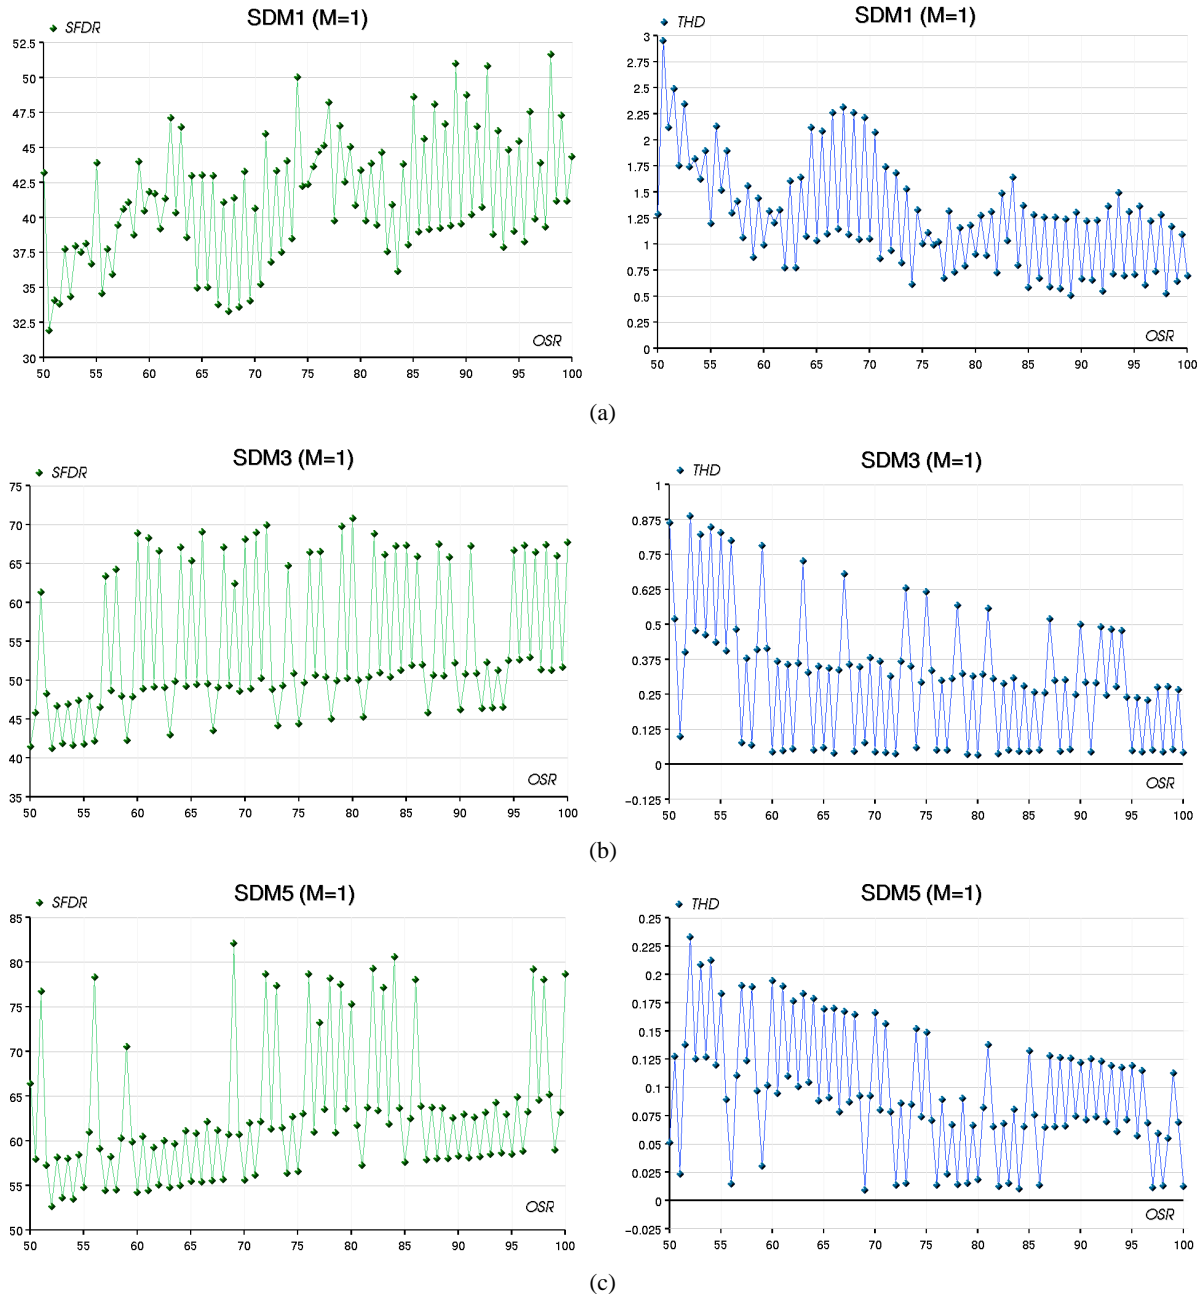 SDM1 (M=1)
SFDR
52.5
50
47.5
45
42.5
40
37.5
35
32.5
30
OSR
50 55 60 65 70 75 80 85 90 95 100
SDM1 (M=1)
THD
3
2.75
2.5
2.25
2
1.75
1.5
1.25
1
0.75
0.5
0.25
0
OSR
50 55 60 65 70 75 80 85 90 95 100
(a)
SDM3 (M=1)
SFDR
75
70
65
60
55
50
45
40
35
OSR
50 55 60 65 70 75 80 85 90 95 100
SDM3 (M=1)
THD
1
0.875
0.75
0.625
0.5
0.375
0.25
0.125
0
−0.125
OSR
50 55 60 65 70 75 80 85 90 95 100
(b)
SDM5 (M=1)
SFDR
85
80
75
70
65
60
55
50
OSR
50 55 60 65 70 75 80 85 90 95 100
SDM5 (M=1)
THD
0.25
0.225
0.2
0.175
0.15
0.125
0.1
0.075
0.05
0.025
0
−0.025
OSR
50 55 60 65 70 75 80 85 90 95 100
(c)